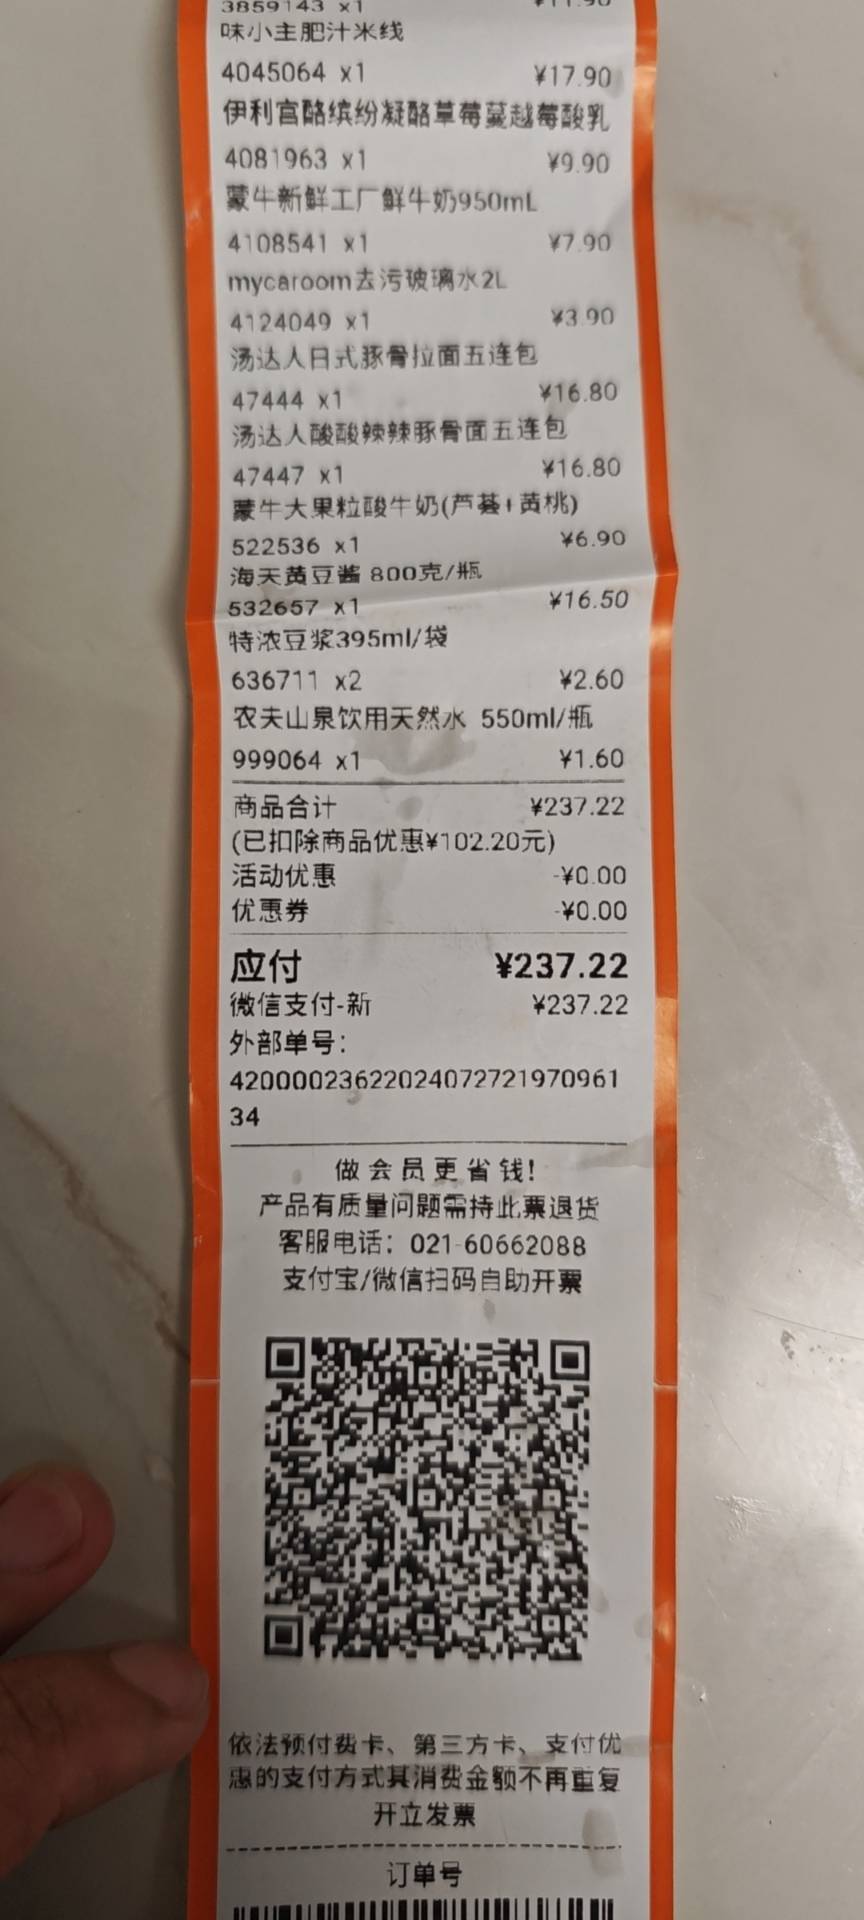 3859143 x1 ¥11.90
味小主肥汁米线
4045064 x1 ¥17.90
伊利宫酪缤纷凝酪草莓蔓越莓酸乳
4081963 x1 ¥9.90
蒙牛新鲜工厂鲜牛奶950mL
4108541 x1 ¥7.90
mycaroom去污玻璃水2L
4124049 x1 ¥3.90
汤达人日式豚骨拉面五连包
47444 x1 ¥16.80
汤达人酸酸辣辣豚骨面五连包
47447 x1 ¥16.80
蒙牛大果粒酸牛奶(芦荟+黄桃)
522536 x1 ¥6.90
海天黄豆酱 800克/瓶
532657 x1 ¥16.50
特浓豆浆395ml/袋
636711 x2 ¥2.60
农夫山泉饮用天然水 550ml/瓶
999064 x1 ¥1.60
商品合计 ¥237.22
(已扣除商品优惠¥102.20元)
活动优惠 -¥0.00
优惠券 -¥0.00
应付 ¥237.22
微信支付-新 ¥237.22
外部单号:
42000023622024072721970961
34
做会员更省钱!
产品有质量问题需持此票退货
客服电话：021-60662088
支付宝/微信扫码自助开票
依法预付费卡、第三方卡、支付优
惠的支付方式其消费金额不再重复
开立发票
订单号